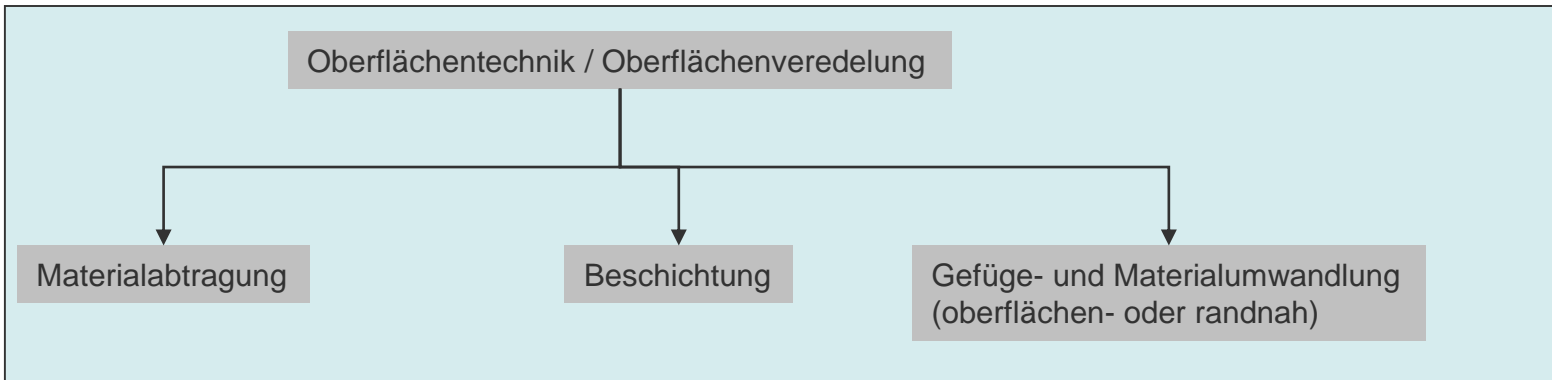 Oberflächentechnik / Oberflächenveredelung
Materialabtragung
Beschichtung
Gefüge- und Materialumwandlung
(oberflächen- oder randnah)